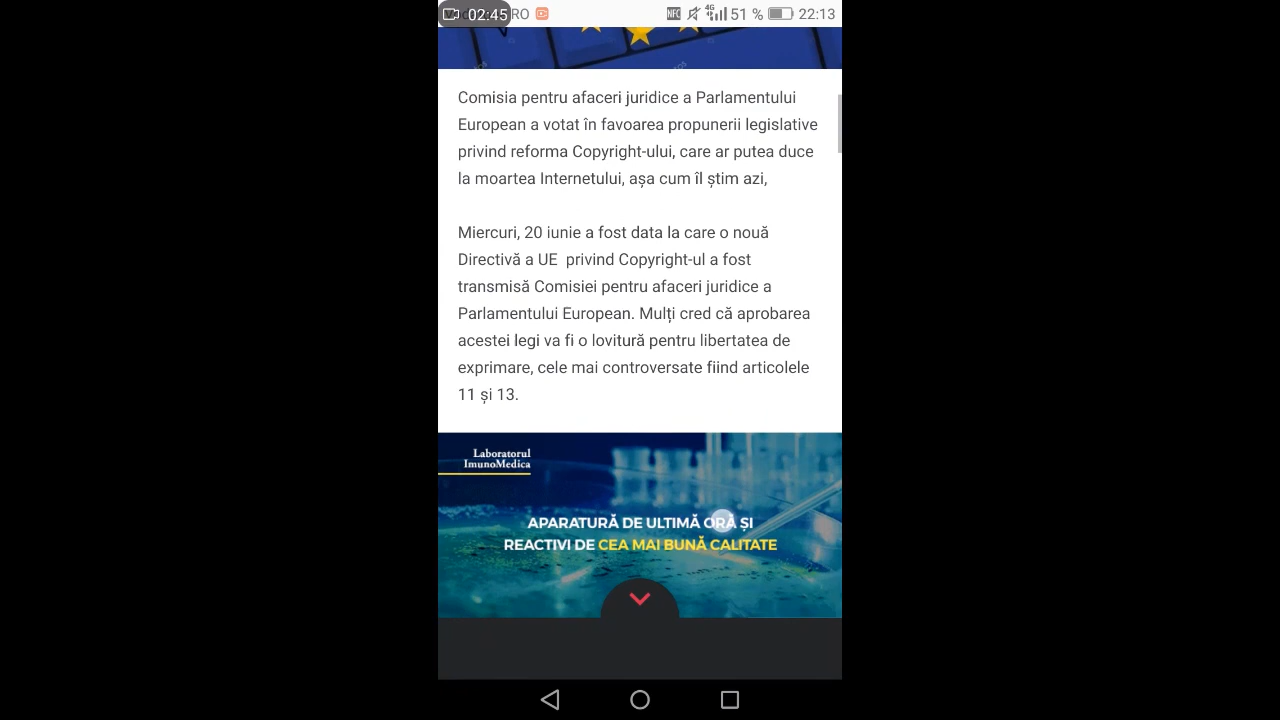 02:45 RO NFC 4G 51 % 22:13
Comisia pentru afaceri juridice a Parlamentului
European a votat în favoarea propunerii legislative
privind reforma Copyright-ului, care ar putea duce
la moartea Internetului, așa cum îl știm azi,
Miercuri, 20 iunie a fost data la care o nouă
Directivă a UE  privind Copyright-ul a fost
transmisă Comisiei pentru afaceri juridice a
Parlamentului European. Mulți cred că aprobarea
acestei legi va fi o lovitură pentru libertatea de
exprimare, cele mai controversate fiind articolele
11 și 13.
Laboratorul
ImunoMedica
APARATURĂ DE ULTIMĂ ORĂ ȘI
REACTIVI DE CEA MAI BUNĂ CALITATE